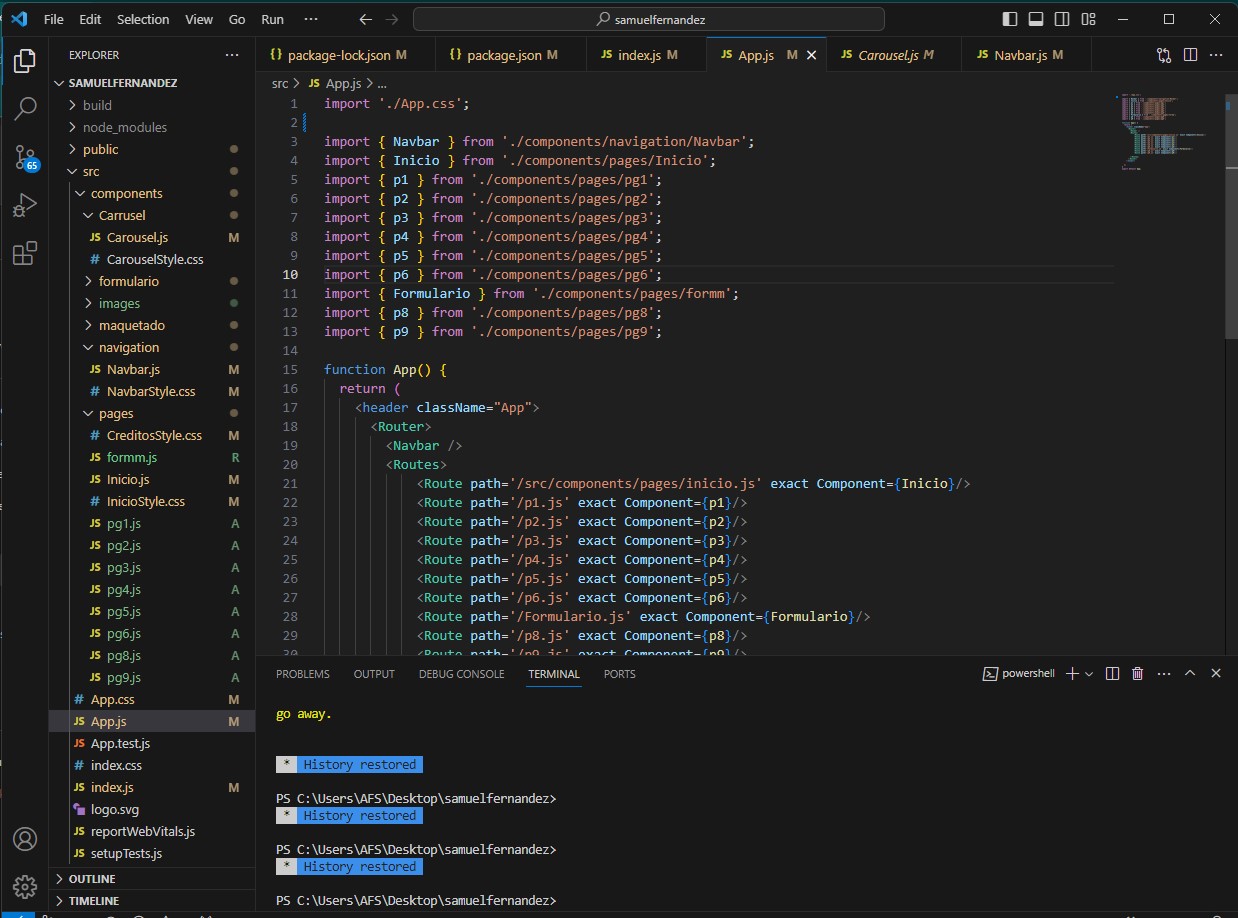 File Edit Selection View Go Run ··· samuelfernandez
EXPLORER ···
SAMUELFERNANDEZ
build
node_modules
public
src
components
Carrusel
JS Carousel.js M
# CarouselStyle.css
formulario
images
maquetado
navigation
JS Navbar.js M
# NavbarStyle.css M
pages
# CreditosStyle.css M
JS formm.js R
JS Inicio.js M
# InicioStyle.css M
JS pg1.js A
JS pg2.js A
JS pg3.js A
JS pg4.js A
JS pg5.js A
JS pg6.js A
JS pg8.js A
JS pg9.js A
# App.css M
JS App.js M
JS App.test.js
# index.css
JS index.js M
logo.svg
JS reportWebVitals.js
JS setupTests.js
OUTLINE
TIMELINE
65
{} package-lock.json M {} package.json M JS index.js M JS App.js M JS Carousel.js M JS Navbar.js M
src > JS App.js > ...
1 import './App.css';
2
3 import { Navbar } from './components/navigation/Navbar';
4 import { Inicio } from './components/pages/Inicio';
5 import { p1 } from './components/pages/pg1';
6 import { p2 } from './components/pages/pg2';
7 import { p3 } from './components/pages/pg3';
8 import { p4 } from './components/pages/pg4';
9 import { p5 } from './components/pages/pg5';
10 import { p6 } from './components/pages/pg6';
11 import { Formulario } from './components/pages/formm';
12 import { p8 } from './components/pages/pg8';
13 import { p9 } from './components/pages/pg9';
14
15 function App() {
16 return (
17 <header className="App">
18 <Router>
19 <Navbar />
20 <Routes>
21 <Route path='/src/components/pages/inicio.js' exact Component={Inicio}/>
22 <Route path='/p1.js' exact Component={p1}/>
23 <Route path='/p2.js' exact Component={p2}/>
24 <Route path='/p3.js' exact Component={p3}/>
25 <Route path='/p4.js' exact Component={p4}/>
26 <Route path='/p5.js' exact Component={p5}/>
27 <Route path='/p6.js' exact Component={p6}/>
28 <Route path='/Formulario.js' exact Component={Formulario}/>
29 <Route path='/p8.js' exact Component={p8}/>
30 <Route path='/p9.js' exact Component={p9}/>
PROBLEMS OUTPUT DEBUG CONSOLE TERMINAL PORTS powershell
go away.
* History restored
PS C:\Users\AFS\Desktop\samuelfernandez>
* History restored
PS C:\Users\AFS\Desktop\samuelfernandez>
* History restored
PS C:\Users\AFS\Desktop\samuelfernandez>